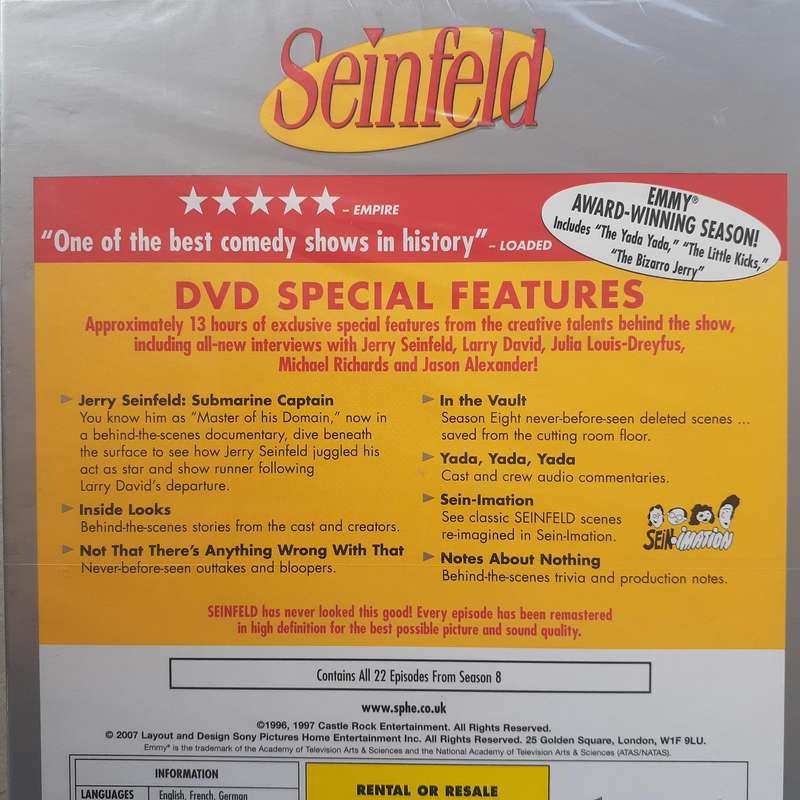 Seinfeld
– EMPIRE
"One of the best comedy shows in history" – LOADED
EMMY®
AWARD-WINNING SEASON!
Includes "The Yada Yada," "The Little Kicks,"
"The Bizarro Jerry"
DVD SPECIAL FEATURES
Approximately 13 hours of exclusive special features from the creative talents behind the show,
including all-new interviews with Jerry Seinfeld, Larry David, Julia Louis-Dreyfus,
Michael Richards and Jason Alexander!
Jerry Seinfeld: Submarine Captain
You know him as "Master of his Domain," now in
a behind-the-scenes documentary, dive beneath
the surface to see how Jerry Seinfeld juggled his
act as star and show runner following
Larry David's departure.
Inside Looks
Behind-the-scenes stories from the cast and creators.
Not That There's Anything Wrong With That
Never-before-seen outtakes and bloopers.
In the Vault
Season Eight never-before-seen deleted scenes ...
saved from the cutting room floor.
Yada, Yada, Yada
Cast and crew audio commentaries.
Sein-Imation
See classic SEINFELD scenes
re-imagined in Sein-Imation.
SEIN-IMATION
Notes About Nothing
Behind-the-scenes trivia and production notes.
SEINFELD has never looked this good! Every episode has been remastered
in high definition for the best possible picture and sound quality.
Contains All 22 Episodes From Season 8
www.sphe.co.uk
©1996, 1997 Castle Rock Entertainment. All Rights Reserved.
© 2007 Layout and Design Sony Pictures Home Entertainment Inc. All Rights Reserved. 25 Golden Square, London, W1F 9LU.
Emmy® is the trademark of the Academy of Television Arts & Sciences and the National Academy of Television Arts & Sciences (ATAS/NATAS).
INFORMATION
LANGUAGES English, French, German
RENTAL OR RESALE